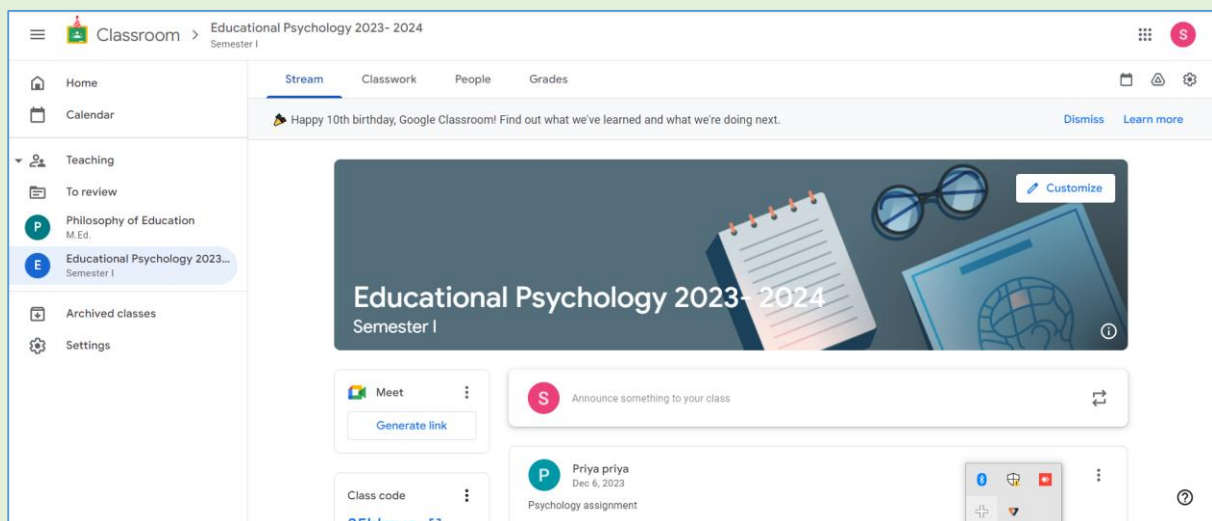 Classroom > Educational Psychology 2023- 2024
Semester I
S
Home
Calendar
Teaching
To review
P Philosophy of Education
M.Ed.
E Educational Psychology 2023...
Semester I
Archived classes
Settings
Stream Classwork People Grades
Happy 10th birthday, Google Classroom! Find out what we've learned and what we're doing next. Dismiss Learn more
Customize
Educational Psychology 2023- 2024
Semester I
Meet
Generate link
Class code
S Announce something to your class
P Priya priya
Dec 6, 2023
Psychology assignment